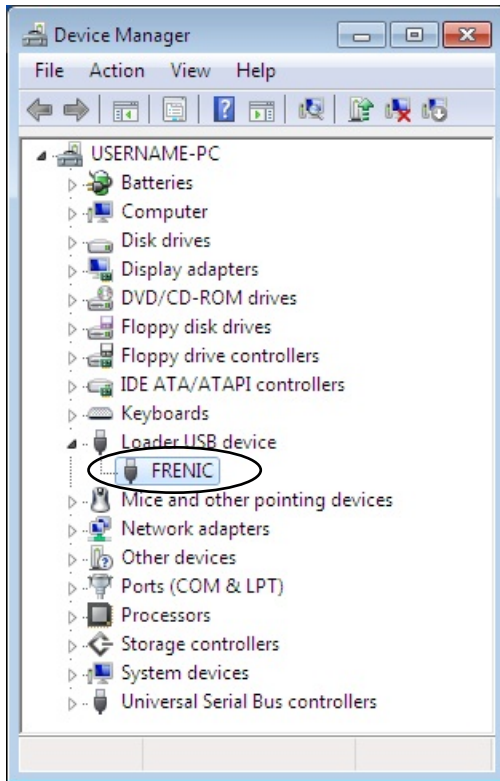 Device Manager
File Action View Help
USERNAME-PC
Batteries
Computer
Disk drives
Display adapters
DVD/CD-ROM drives
Floppy disk drives
Floppy drive controllers
IDE ATA/ATAPI controllers
Keyboards
Loader USB device
FRENIC
Mice and other pointing devices
Network adapters
Other devices
Ports (COM & LPT)
Processors
Storage controllers
System devices
Universal Serial Bus controllers